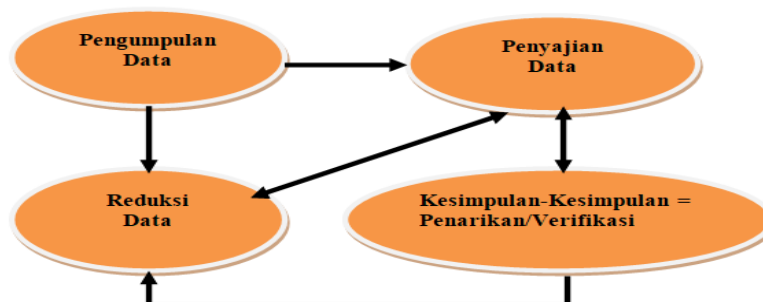 Pengumpulan
Data
Penyajian
Data
Reduksi
Data
Kesimpulan-Kesimpulan =
Penarikan/Verifikasi